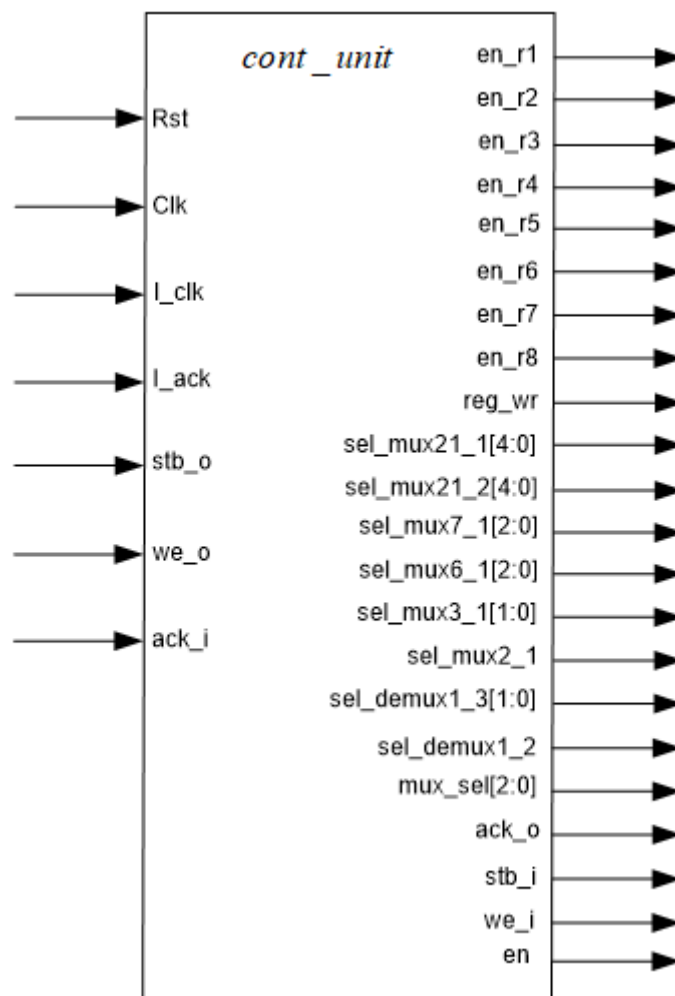 cont_unit
Rst
Clk
I_clk
I_ack
stb_o
we_o
ack_i
en_r1
en_r2
en_r3
en_r4
en_r5
en_r6
en_r7
en_r8
reg_wr
sel_mux21_1[4:0]
sel_mux21_2[4:0]
sel_mux7_1[2:0]
sel_mux6_1[2:0]
sel_mux3_1[1:0]
sel_mux2_1
sel_demux1_3[1:0]
sel_demux1_2
mux_sel[2:0]
ack_o
stb_i
we_i
en